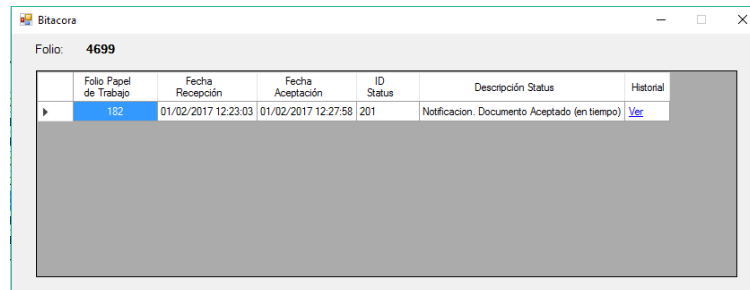 Bitacora
Folio: 4699
Folio Papel de Trabajo Fecha Recepción Fecha Aceptación ID Status Descripción Status Historial
182 01/02/2017 12:23:03 01/02/2017 12:27:58 201 Notificacion. Documento Aceptado (en tiempo) Ver